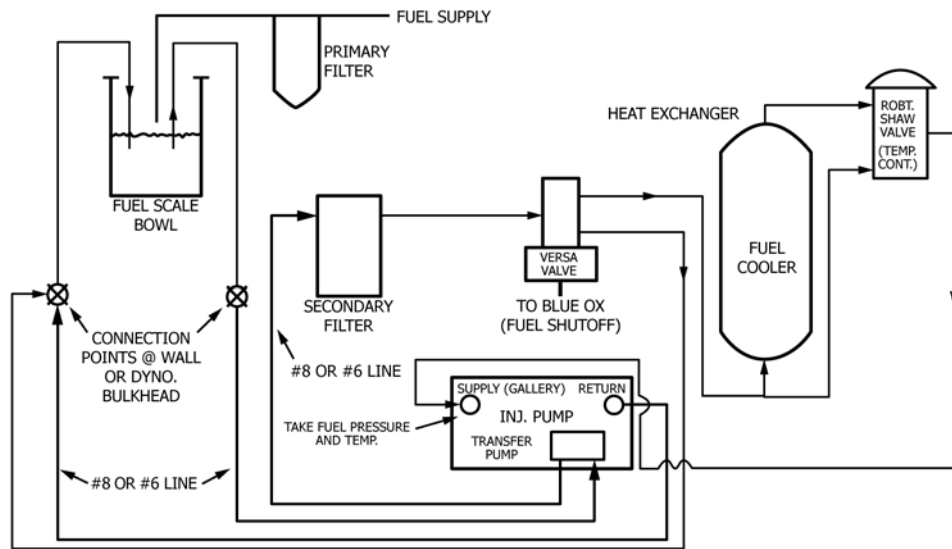 FUEL SUPPLY
PRIMARY
FILTER
FUEL SCALE
BOWL
HEAT EXCHANGER
ROBT.
SHAW
VALVE
(TEMP.
CONT.)
FUEL
COOLER
VERSA
VALVE
TO BLUE OX
(FUEL SHUTOFF)
SECONDARY
FILTER
CONNECTION
POINTS @ WALL
OR DYNO.
BULKHEAD
#8 OR #6 LINE
SUPPLY (GALLERY)
RETURN
INJ. PUMP
TAKE FUEL PRESSURE
AND TEMP.
TRANSFER
PUMP
#8 OR #6 LINE